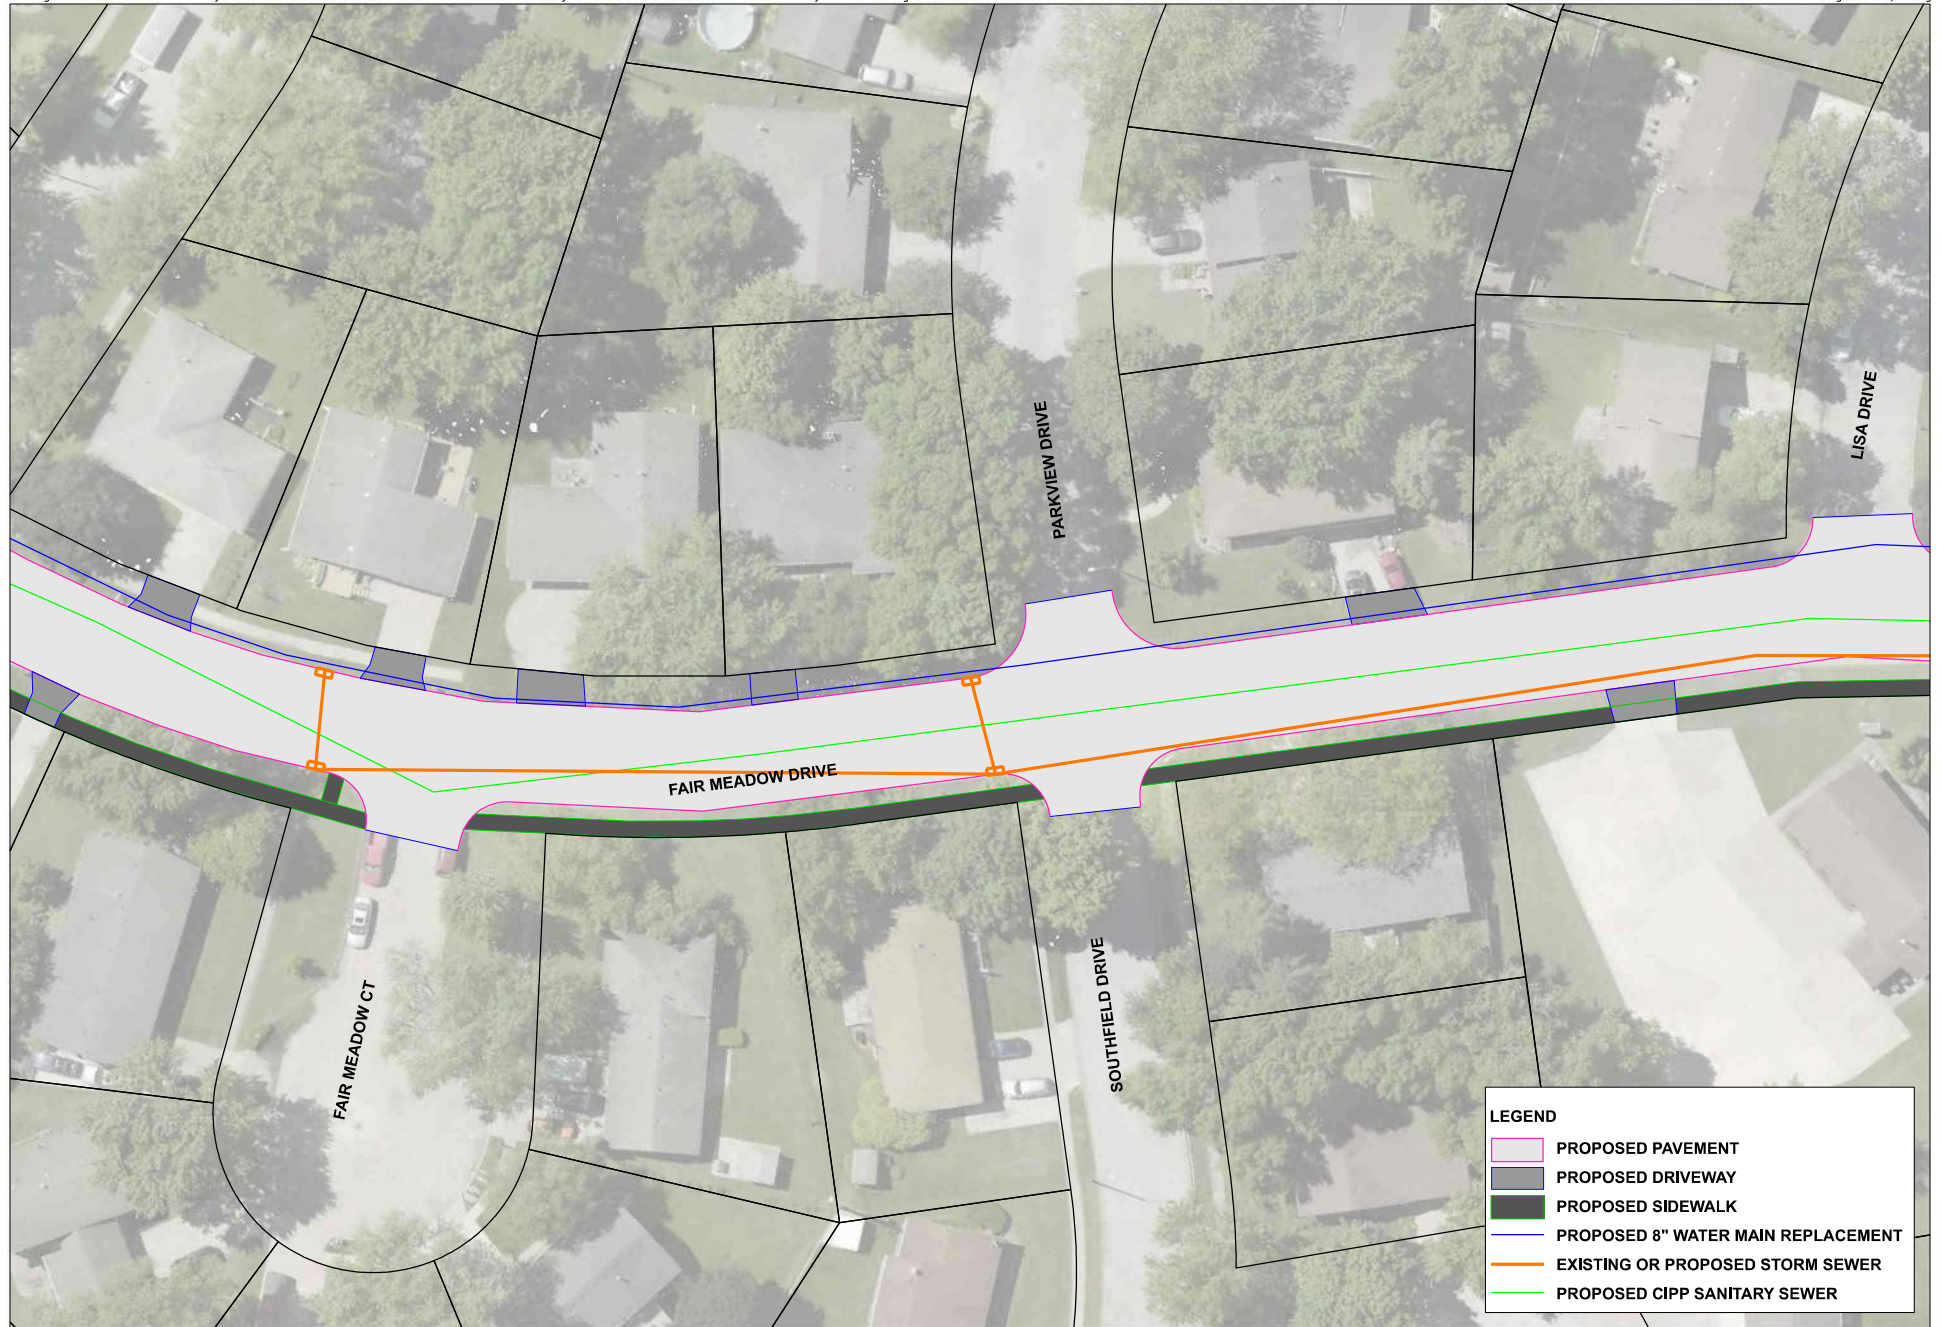 PARKVIEW DRIVE
LISA DRIVE
FAIR MEADOW DRIVE
SOUTHFIELD DRIVE
FAIR MEADOW CT
LEGEND
PROPOSED PAVEMENT
PROPOSED DRIVEWAY
PROPOSED SIDEWALK
PROPOSED 8" WATER MAIN REPLACEMENT
EXISTING OR PROPOSED STORM SEWER
PROPOSED CIPP SANITARY SEWER